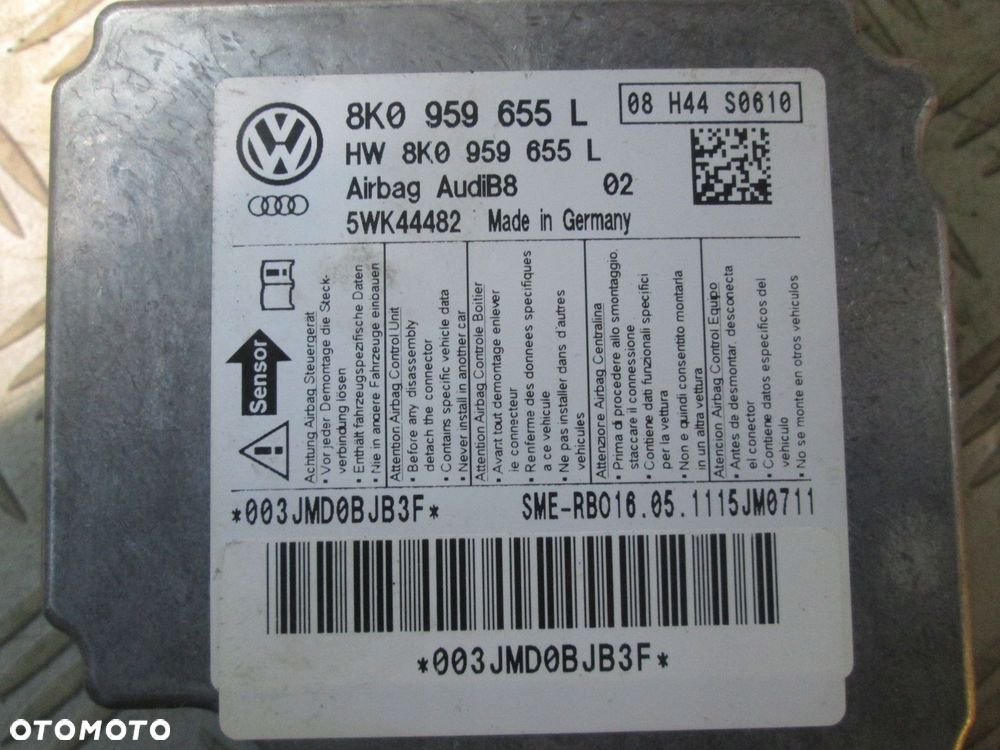 8K0 959 655 L
08 H44 S0610
HW 8K0 959 655 L
Airbag AudiB8 02
5WK44482 Made in Germany
Sensor
Achtung Airbag Steuergerät
• Vor jeder Demontage die Steck-
verbindung lösen
• Enthält fahrzeugspezifische Daten
• Nie in andere Fahrzeuge einbauen
Attention Airbag Control Unit
• Before any disassembly
detach the connector
• Contains specific vehicle data
• Never install in another car
Attention Airbag Controle Boitier
• Avant tout demontage enlever
le connecteur
• Renferme des donnees specifiques
a ce vehicule
• Ne pas installer dans d'autres
vehicules
Attenzione Airbag Centralina
• Prima di procedere allo smontaggio.
staccare il connessione
• Contiene dati funzionali specifici
per la vettura
• Non e quindi consentito montarla
in un altra vettura
Atencion Airbag Control Equipo
• Antes de desmontar, desconecta
el conector
• Contiene datos especificos del
vehiculo
• No se monte en otros vehiculos
*003JMD0BJB3F* SME-RBO16.05.1115JM0711
*003JMD0BJB3F*
OTOMOTO